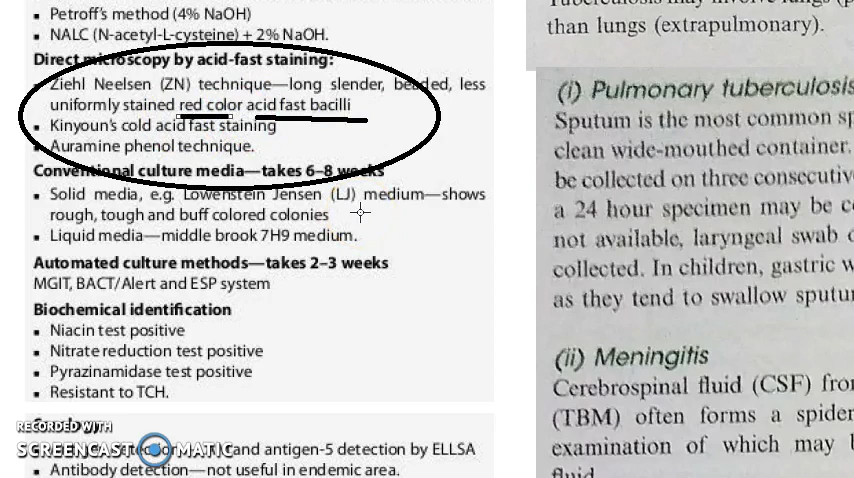 Petroff's method (4% NaOH)
NALC (N-acetyl-L-cysteine) + 2% NaOH.
Direct microscopy by acid-fast staining:
Ziehl Neelsen (ZN) technique—long slender, beaded, less
uniformly stained red color acid fast bacilli
Kinyoun's cold acid fast staining
Auramine phenol technique.
Conventional culture media—takes 6–8 weeks
Solid media, e.g. Lowenstein Jensen (LJ) medium—shows
rough, tough and buff colored colonies
Liquid media—middle brook 7H9 medium.
Automated culture methods—takes 2–3 weeks
MGIT, BACT/Alert and ESP system
Biochemical identification
Niacin test positive
Nitrate reduction test positive
Pyrazinamidase test positive
Resistant to TCH.
and antigen-5 detection by ELLSA
Antibody detection—not useful in endemic area.
RECORDED WITH
SCREENCAST MATIC
than lungs (extrapulmonary).
(i) Pulmonary tuberculosis
Sputum is the most common sp
clean wide-mouthed container.
be collected on three consecutiv
a 24 hour specimen may be c
not available, laryngeal swab
collected. In children, gastric w
as they tend to swallow sputu
(ii) Meningitis
Cerebrospinal fluid (CSF) fro
(TBM) often forms a spider
examination of which may b
fluid